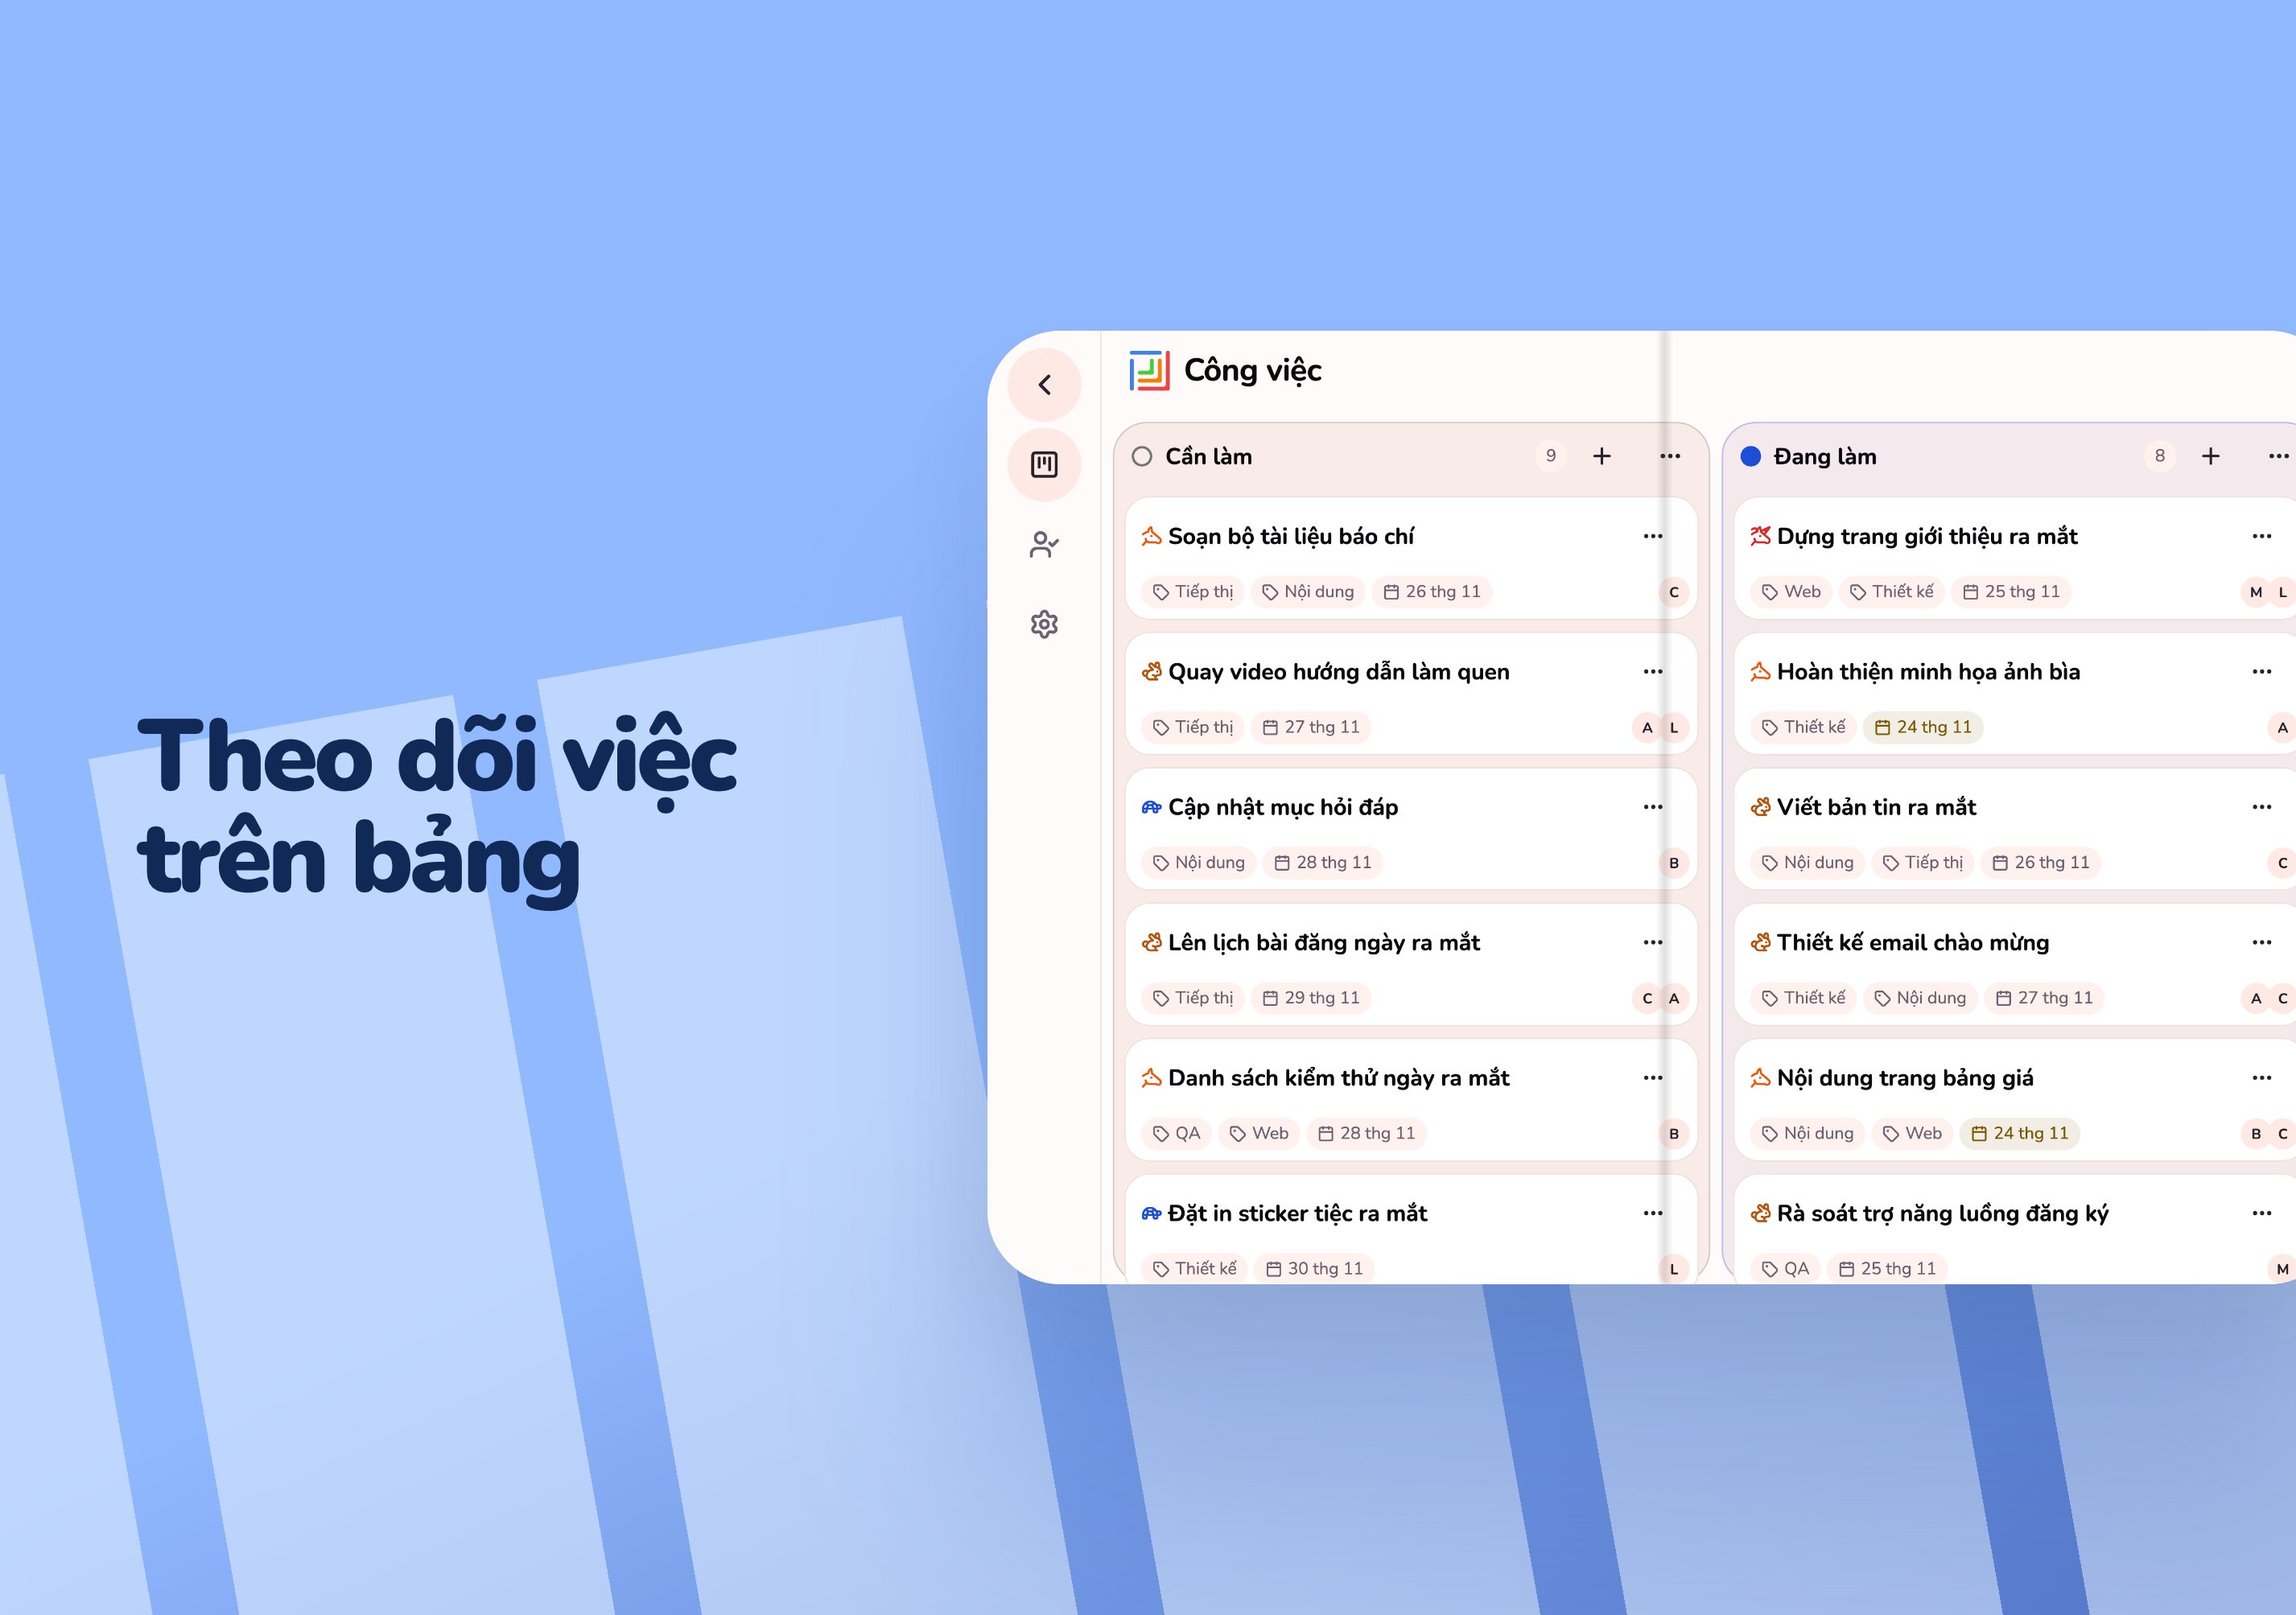 Theo dõi việc
trên bảng
Công việc
Cần làm
9
Soạn bộ tài liệu báo chí
Tiếp thị
Nội dung
26 thg 11
C
Quay video hướng dẫn làm quen
Tiếp thị
27 thg 11
A
L
Cập nhật mục hỏi đáp
Nội dung
28 thg 11
B
Lên lịch bài đăng ngày ra mắt
Tiếp thị
29 thg 11
C
A
Danh sách kiểm thử ngày ra mắt
QA
Web
28 thg 11
B
Đặt in sticker tiệc ra mắt
Thiết kế
30 thg 11
L
Đang làm
8
Dựng trang giới thiệu ra mắt
Web
Thiết kế
25 thg 11
M
L
Hoàn thiện minh họa ảnh bìa
Thiết kế
24 thg 11
A
Viết bản tin ra mắt
Nội dung
Tiếp thị
26 thg 11
C
Thiết kế email chào mừng
Thiết kế
Nội dung
27 thg 11
A
C
Nội dung trang bảng giá
Nội dung
Web
24 thg 11
B
C
Rà soát trợ năng luồng đăng ký
QA
25 thg 11
M